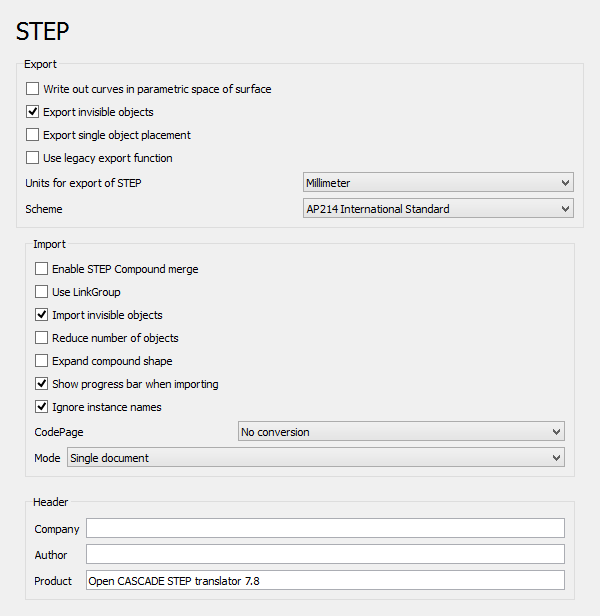 STEP
Export
Write out curves in parametric space of surface
Export invisible objects
Export single object placement
Use legacy export function
Units for export of STEP Millimeter
Scheme AP214 International Standard
Import
Enable STEP Compound merge
Use LinkGroup
Import invisible objects
Reduce number of objects
Expand compound shape
Show progress bar when importing
Ignore instance names
CodePage No conversion
Mode Single document
Header
Company
Author
Product Open CASCADE STEP translator 7.8